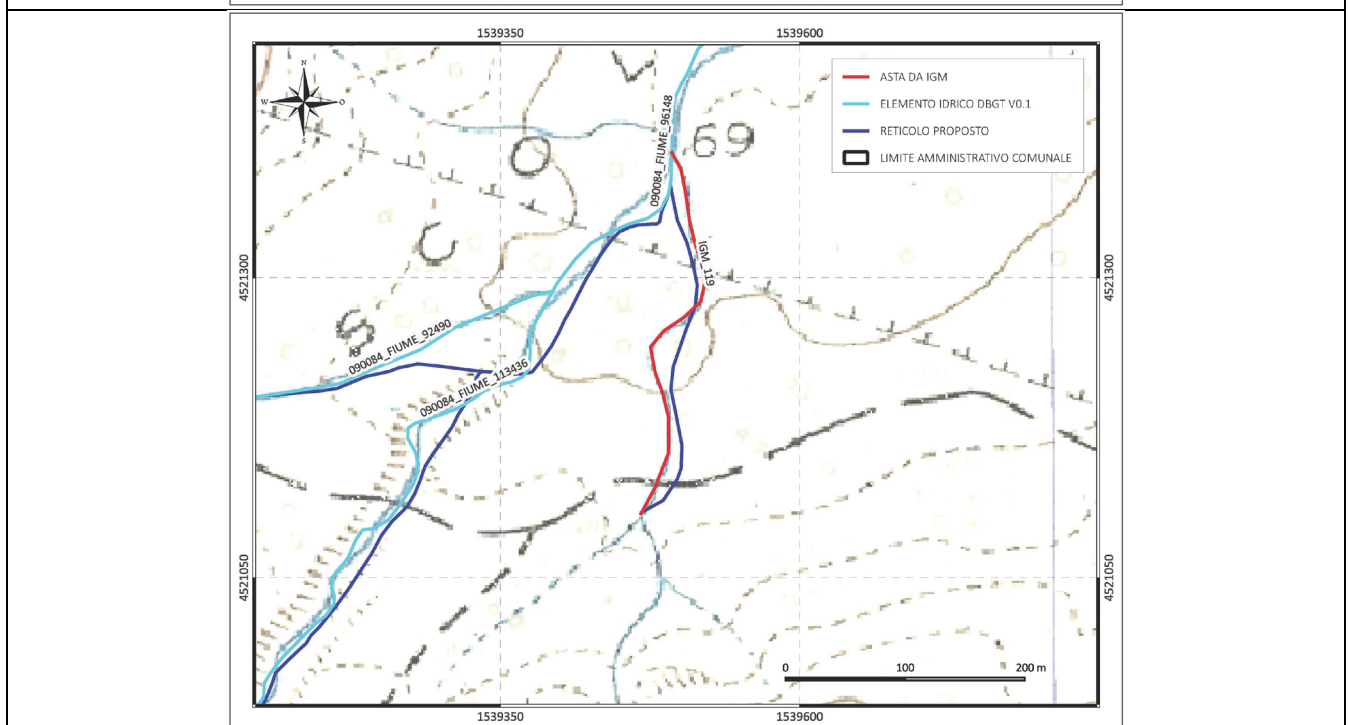 1539350 1539600
N
W O
S
ASTA DA IGM
ELEMENTO IDRICO DBGT V0.1
RETICOLO PROPOSTO
LIMITE AMMINISTRATIVO COMUNALE
090084_FIUME_96148
69
O
C
S
IGM_119
4521300 4521300
090084_FIUME_92490
090084_FIUME_113436
4521050 4521050
0 100 200 m
1539350 1539600